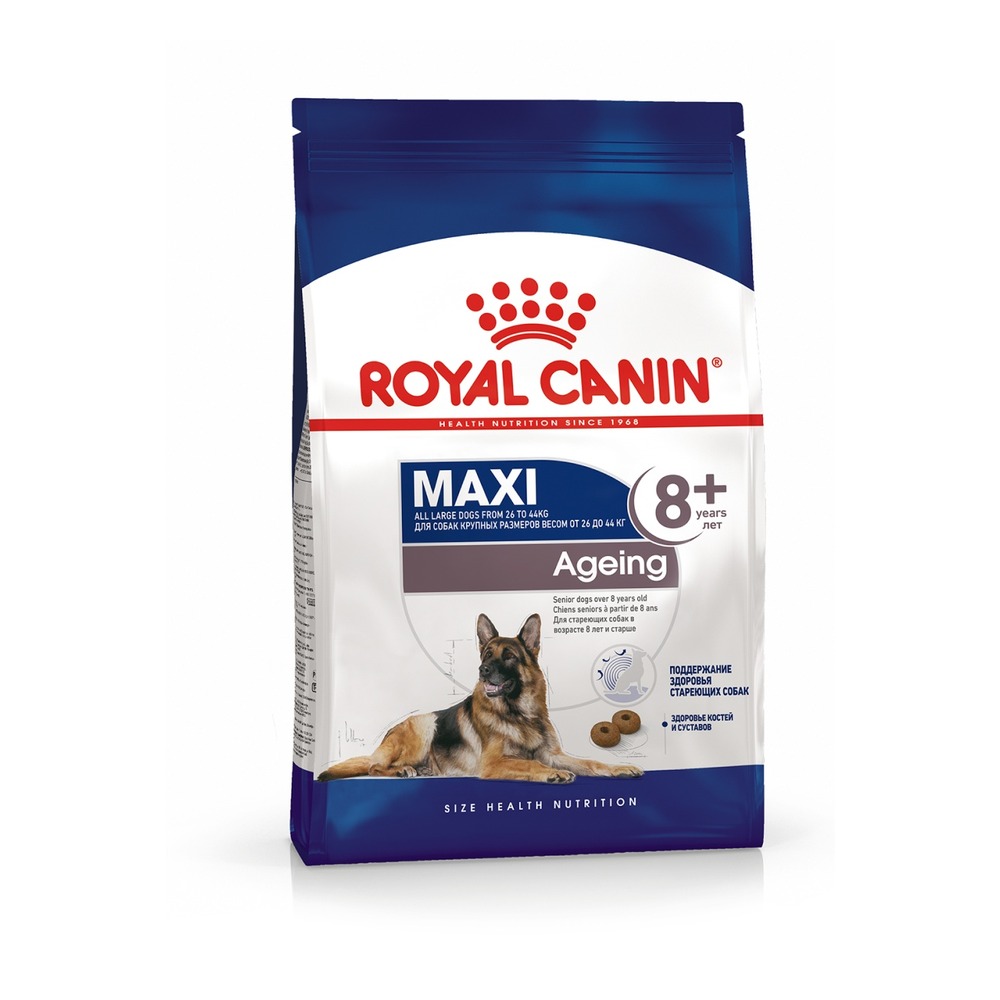 ROYAL CANIN®
HEALTH NUTRITION SINCE 1968
MAXI
ALL LARGE DOGS FROM 26 TO 44KG
ДЛЯ СОБАК КРУПНЫХ РАЗМЕРОВ ВЕСОМ ОТ 26 ДО 44 КГ
8+
years
лет
Ageing
Senior dogs over 8 years old
Chiens seniors à partir de 8 ans
Для стареющих собак в
возрасте 8 лет и старше
ПОДДЕРЖАНИЕ
ЗДОРОВЬЯ
СТАРЕЮЩИХ СОБАК
• ЗДОРОВЬЕ КОСТЕЙ
И СУСТАВОВ
SIZE HEALTH NUTRITION